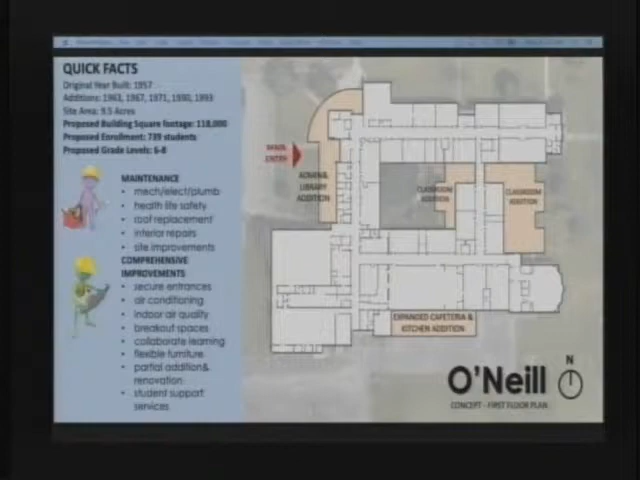 QUICK FACTS
Original Year Built: 1957
Additions: 1963, 1967, 1971, 1990, 1993
Site Area: 9.5 Acres
Proposed Building Square footage: 118,000
Proposed Enrollment: 739 students
Proposed Grade Levels: 6-8
MAINTENANCE
• mech/elect/plumb
• health life safety
• roof replacement
• interior repairs
• site improvements
COMPREHENSIVE
IMPROVEMENTS
• secure entrances
• air conditioning
• indoor air quality
• breakout spaces
• collaborate learning
• flexible furniture
• partial addition&
renovation
• student support
services
MAIN
ENTRY
ADMIN &
LIBRARY
ADDITION
CLASSROOM
ADDITION
CLASSROOM
ADDITION
EXPANDED CAFETERIA &
KITCHEN ADDITION
N
O'Neill
CONCEPT - FIRST FLOOR PLAN